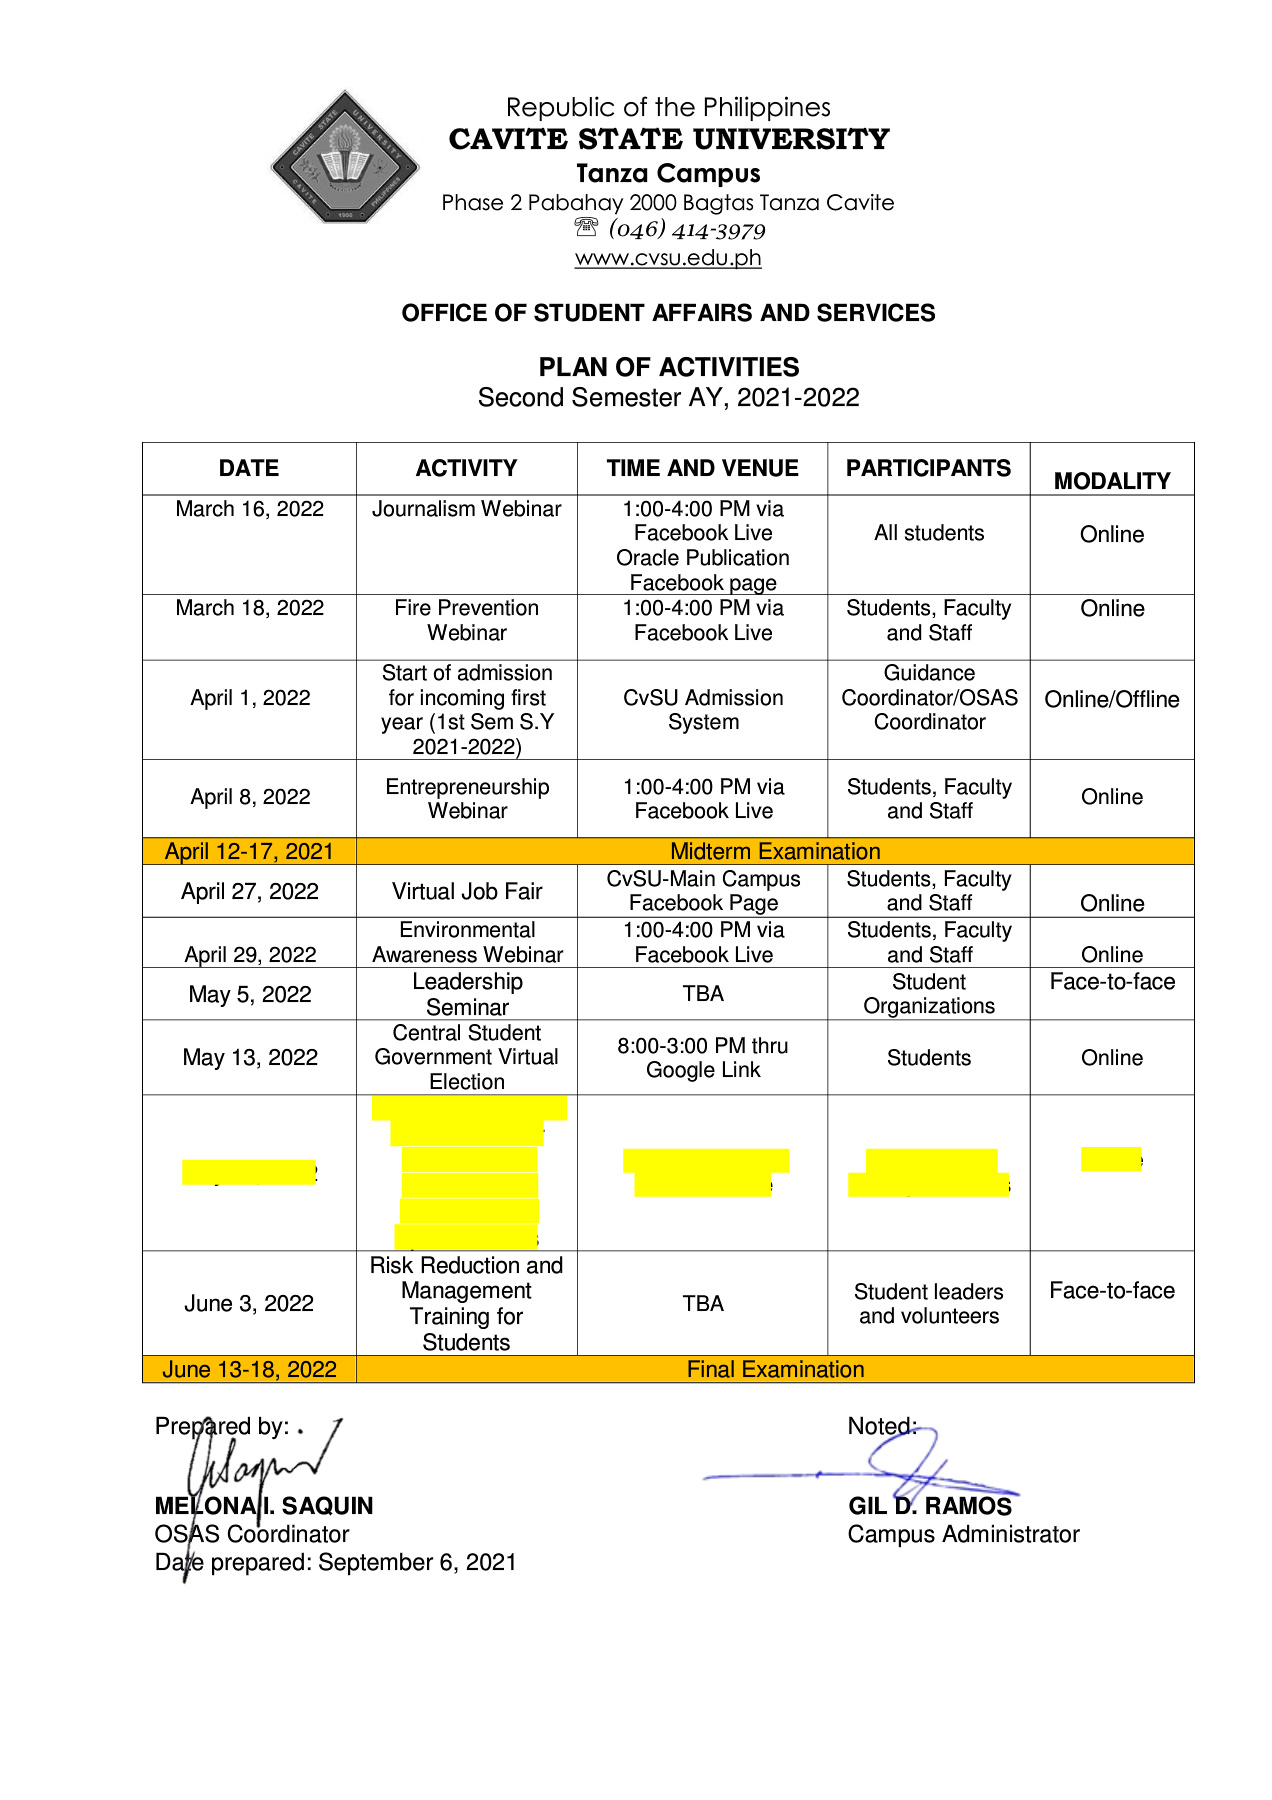 Republic of the Philippines
CAVITE STATE UNIVERSITY
Tanza Campus
Phase 2 Pabahay 2000 Bagtas Tanza Cavite
☏ (046) 414-3979
www.cvsu.edu.ph
CAVITE STATE UNIVERSITY
CAVITE
PHILIPPINES
1906
OFFICE OF STUDENT AFFAIRS AND SERVICES
PLAN OF ACTIVITIES
Second Semester AY, 2021-2022
DATE
ACTIVITY
TIME AND VENUE
PARTICIPANTS
MODALITY
March 16, 2022
Journalism Webinar
1:00-4:00 PM via
Facebook Live
Oracle Publication
Facebook page
All students
Online
March 18, 2022
Fire Prevention
Webinar
1:00-4:00 PM via
Facebook Live
Students, Faculty
and Staff
Online
April 1, 2022
Start of admission
for incoming first
year (1st Sem S.Y
2021-2022)
CvSU Admission
System
Guidance
Coordinator/OSAS
Coordinator
Online/Offline
April 8, 2022
Entrepreneurship
Webinar
1:00-4:00 PM via
Facebook Live
Students, Faculty
and Staff
Online
April 12-17, 2021
Midterm Examination
April 27, 2022
Virtual Job Fair
CvSU-Main Campus
Facebook Page
Students, Faculty
and Staff
Online
April 29, 2022
Environmental
Awareness Webinar
1:00-4:00 PM via
Facebook Live
Students, Faculty
and Staff
Online
May 5, 2022
Leadership
Seminar
TBA
Student
Organizations
Face-to-face
May 13, 2022
Central Student
Government Virtual
Election
8:00-3:00 PM thru
Google Link
Students
Online
June 3, 2022
Risk Reduction and
Management
Training for
Students
TBA
Student leaders
and volunteers
Face-to-face
June 13-18, 2022
Final Examination
Prepared by:
MELONA I. SAQUIN
OSAS Coordinator
Date prepared: September 6, 2021
Noted:
GIL D. RAMOS
Campus Administrator